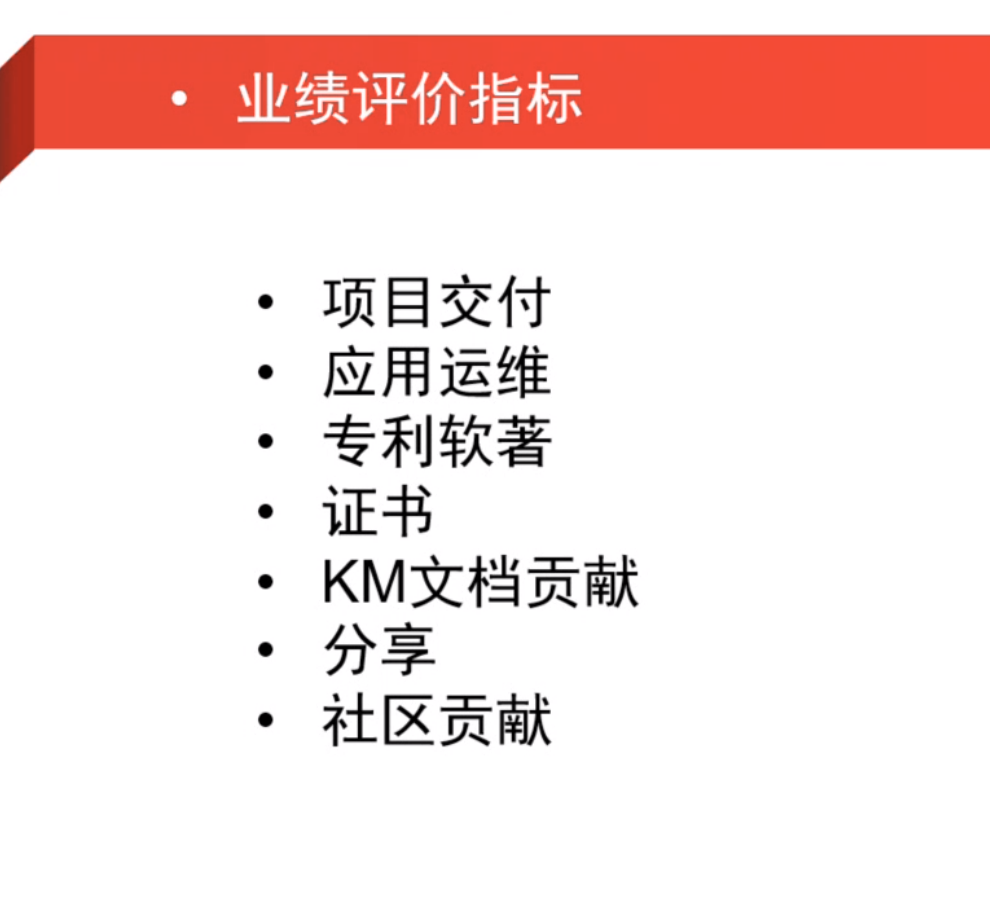 • 业绩评价指标
• 项目交付
• 应用运维
• 专利软著
• 证书
• KM文档贡献
• 分享
• 社区贡献